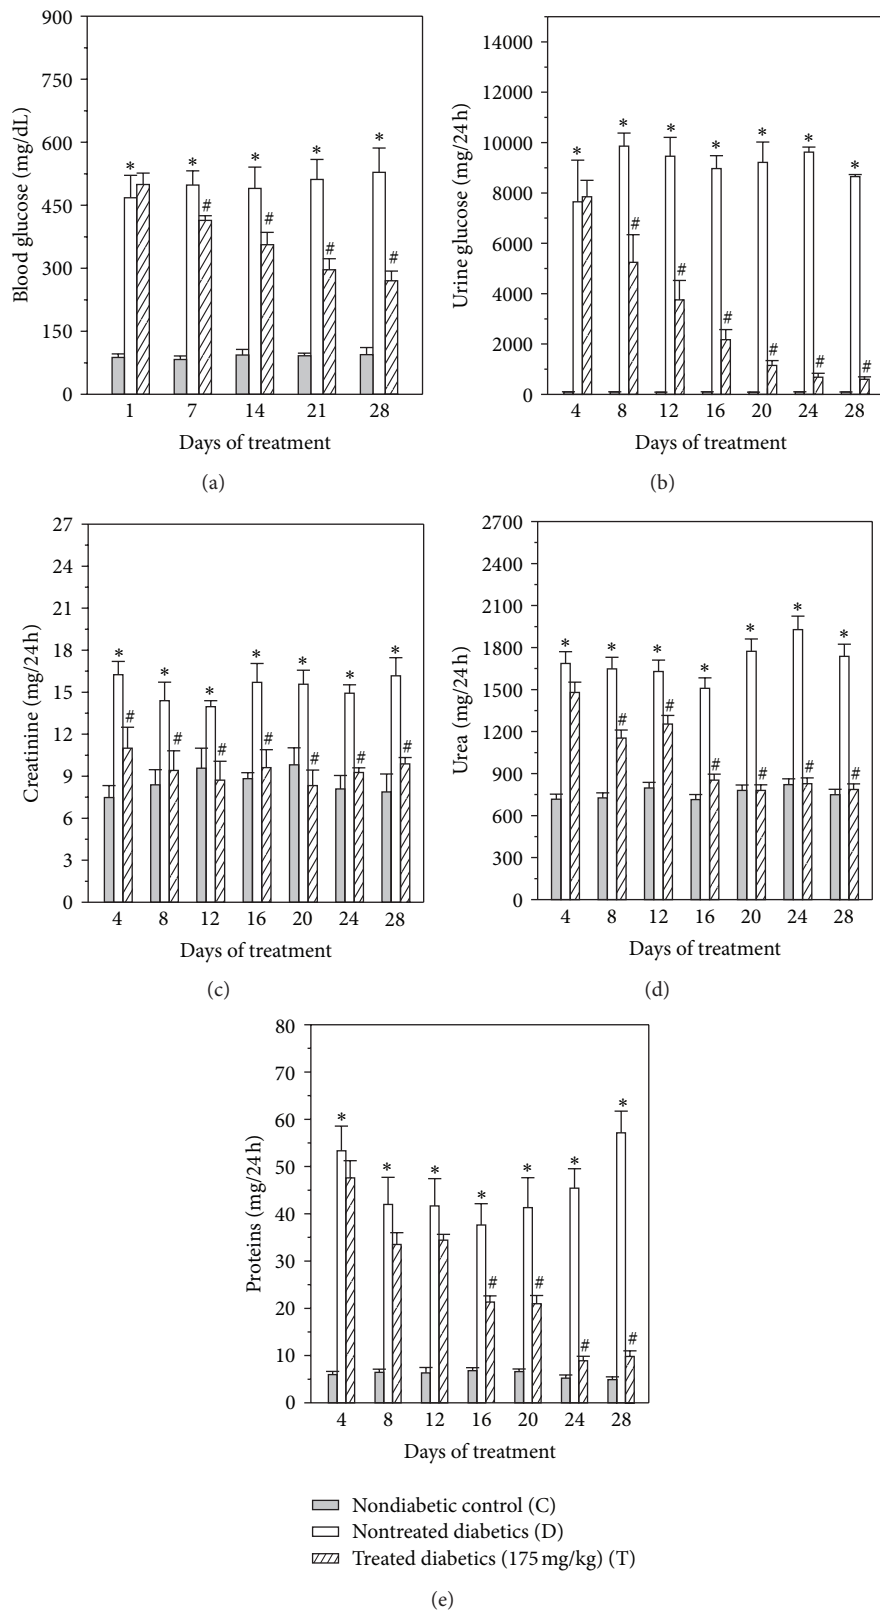 900
750
600
450
300
150
0
Blood glucose (mg/dL)
* * * * *
# # # #
1 7 14 21 28
Days of treatment
(a)
14000
12000
10000
8000
6000
4000
2000
0
Urine glucose (mg/24 h)
* * * * * * *
# # # # # #
4 8 12 16 20 24 28
Days of treatment
(b)
27
24
21
18
15
12
9
6
3
0
Creatinine (mg/24 h)
* * * * * * *
# # # # # # #
4 8 12 16 20 24 28
Days of treatment
(c)
2700
2400
2100
1800
1500
1200
900
600
300
0
Urea (mg/24 h)
* * * * * * *
# # # # # #
4 8 12 16 20 24 28
Days of treatment
(d)
80
70
60
50
40
30
20
10
0
Proteins (mg/24 h)
* * * * * * *
# # # #
4 8 12 16 20 24 28
Days of treatment
Nondiabetic control (C)
Nontreated diabetics (D)
Treated diabetics (175 mg/kg) (T)
(e)